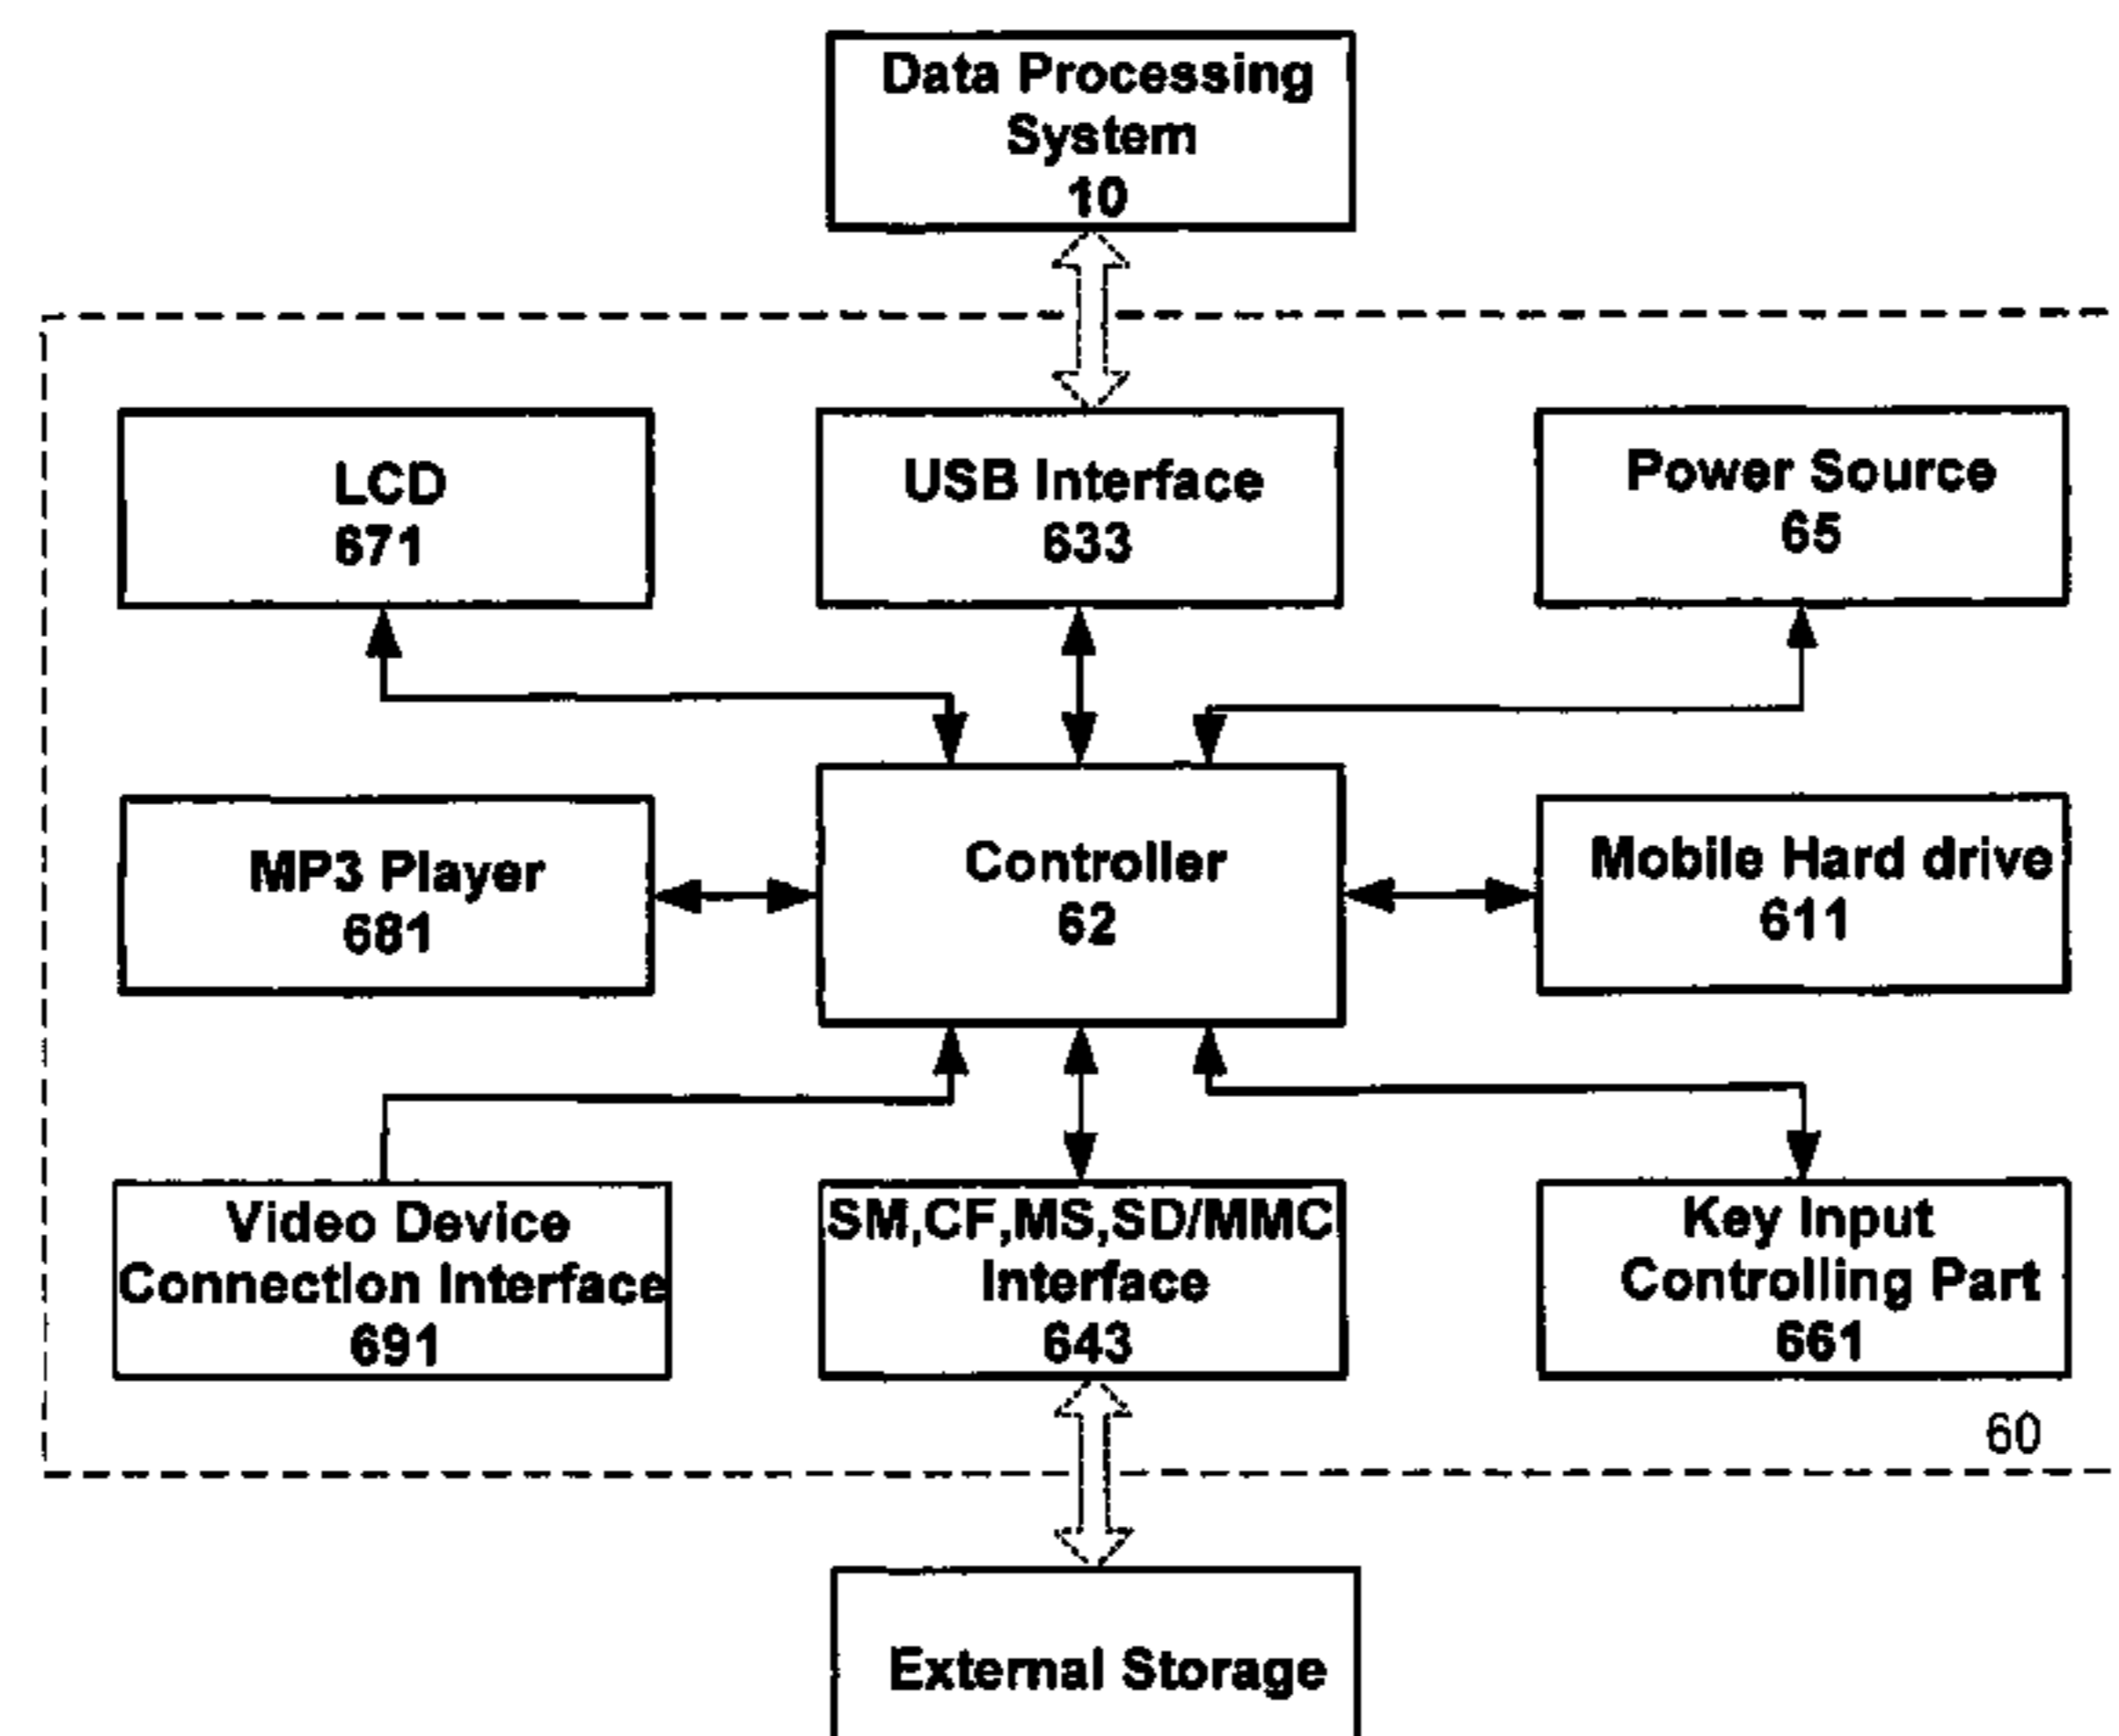 Data Processing
System
10
LCD
671
USB Interface
633
Power Source
65
MP3 Player
681
Controller
62
Mobile Hard drive
611
Video Device
Connection Interface
691
SM,CF,MS,SD/MMC
Interface
643
Key Input
Controlling Part
661
60
External Storage